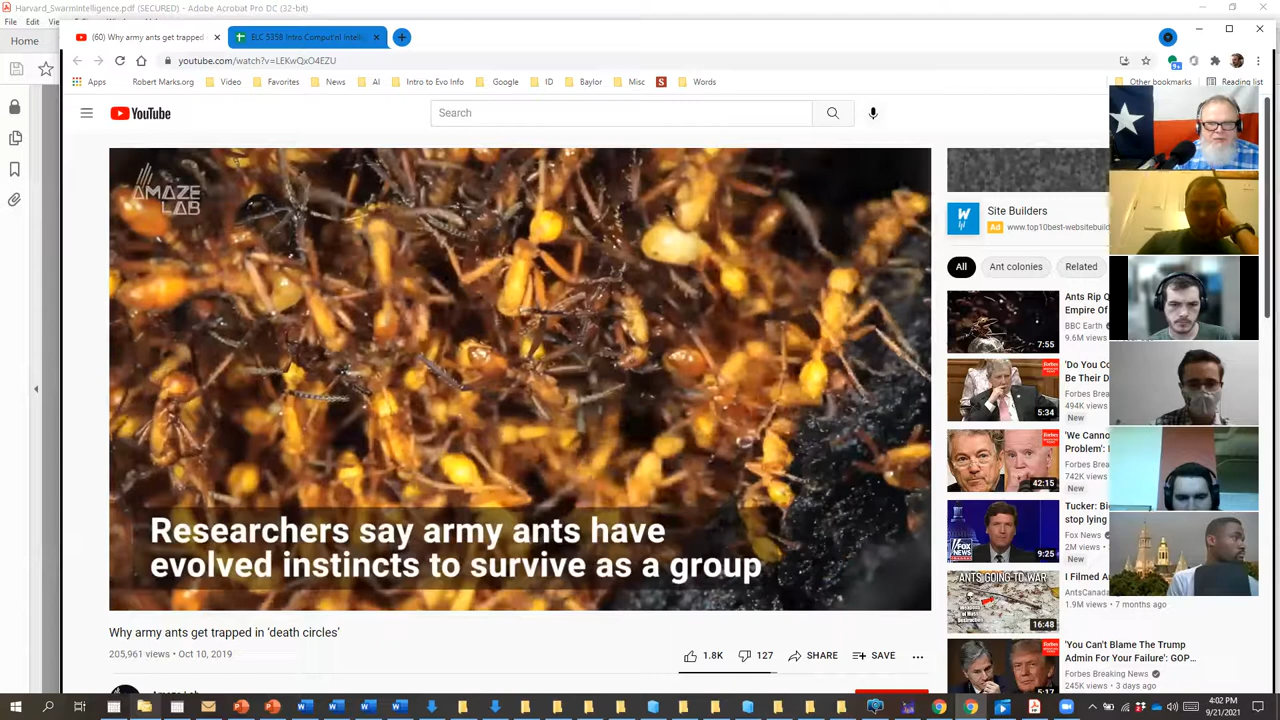 Harvard_Swarmintelligence.pdf (SECURED) - Adobe Acrobat Pro DC (32-bit)
File Edit
Home
(60) Why army ants get trapped
ELC 5358 Intro Comput'nl Intellig
youtube.com/watch?v=LEKwQxO4EZU
9+
Apps Robert Marks.org Video Favorites News AI Intro to Evo Info Google ID Baylor Misc S Words Other bookmarks Reading list
YouTube
Search
AMAZE
LAB
Researchers say army ants have
evolved instincts to survive as a group
Why army ants get trapped in 'death circles'
205,961 views • Oct 10, 2019
1.8K 127 SHARE SAVE
Site Builders
Ad www.top10best-websitebuild
All Ant colonies Related
Ants Rip
Empire Of
BBC Earth
9.6M views
7:55
'Do You Co
Be Their D
Forbes Brea
494K views
New
5:34
'We Canno
Problem':
Forbes Brea
742K views
New
42:15
Tucker:
stop lying
Fox News
2M views
New
9:25
ANTS GOING TO WAR
I Filmed
AntsCanada
1.9M views • 7 months ago
16:48
'You Can't Blame The Trump
Admin For Your Failure': GOP...
Forbes Breaking News
245K views • 3 days ago
5:17
4:02 PM
9/21/2021